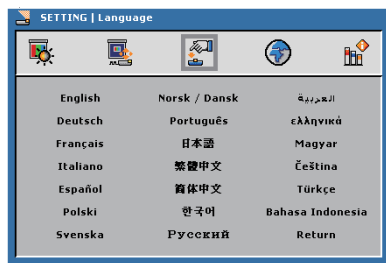 SETTING | Language
English Norsk / Dansk العربية
Deutsch Português ελληνικά
Français 日本語 Magyar
Italiano 繁體中文 Čeština
Español 简体中文 Türkçe
Polski 한국어 Bahasa Indonesia
Svenska Русский Return